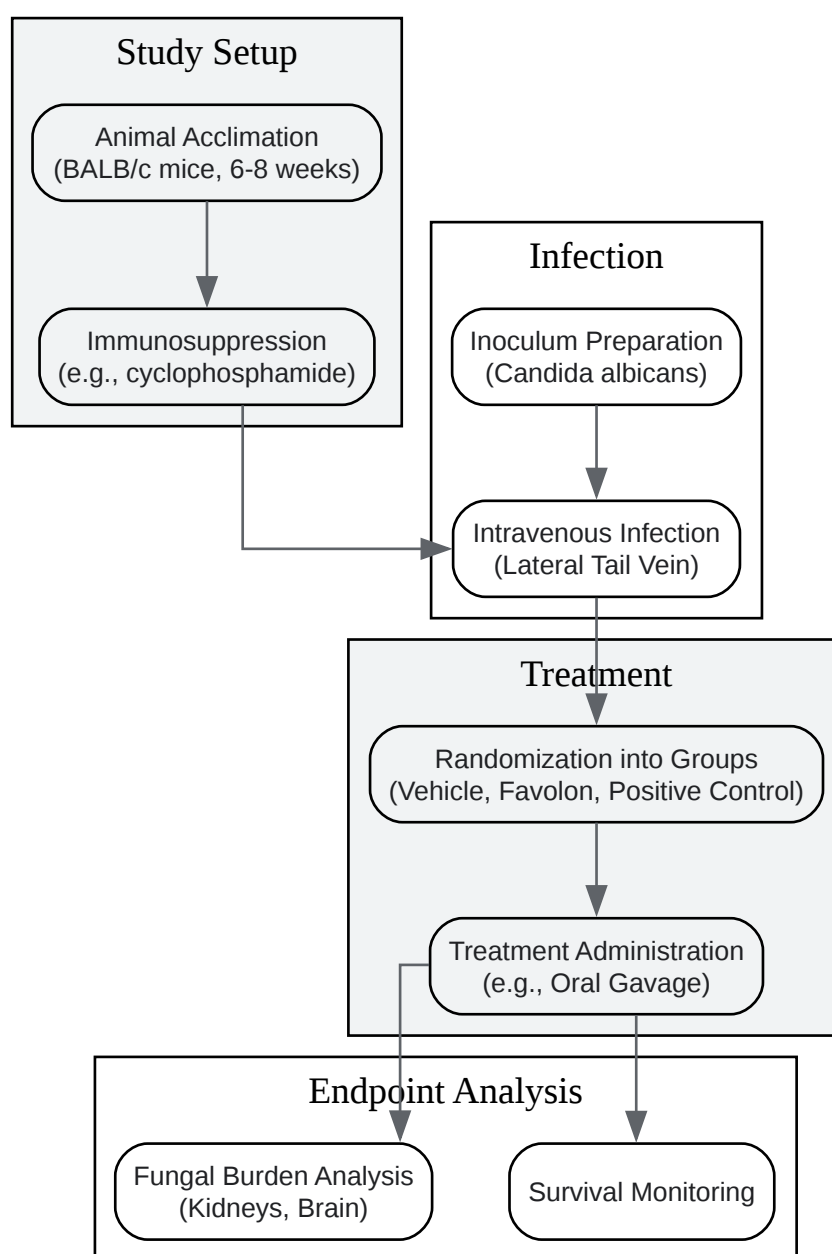 Study Setup
Animal Acclimation
(BALB/c mice, 6-8 weeks)
Immunosuppression
(e.g., cyclophosphamide)
Infection
Inoculum Preparation
(Candida albicans)
Intravenous Infection
(Lateral Tail Vein)
Treatment
Randomization into Groups
(Vehicle, Favolon, Positive Control)
Treatment Administration
(e.g., Oral Gavage)
Endpoint Analysis
Fungal Burden Analysis
(Kidneys, Brain)
Survival Monitoring